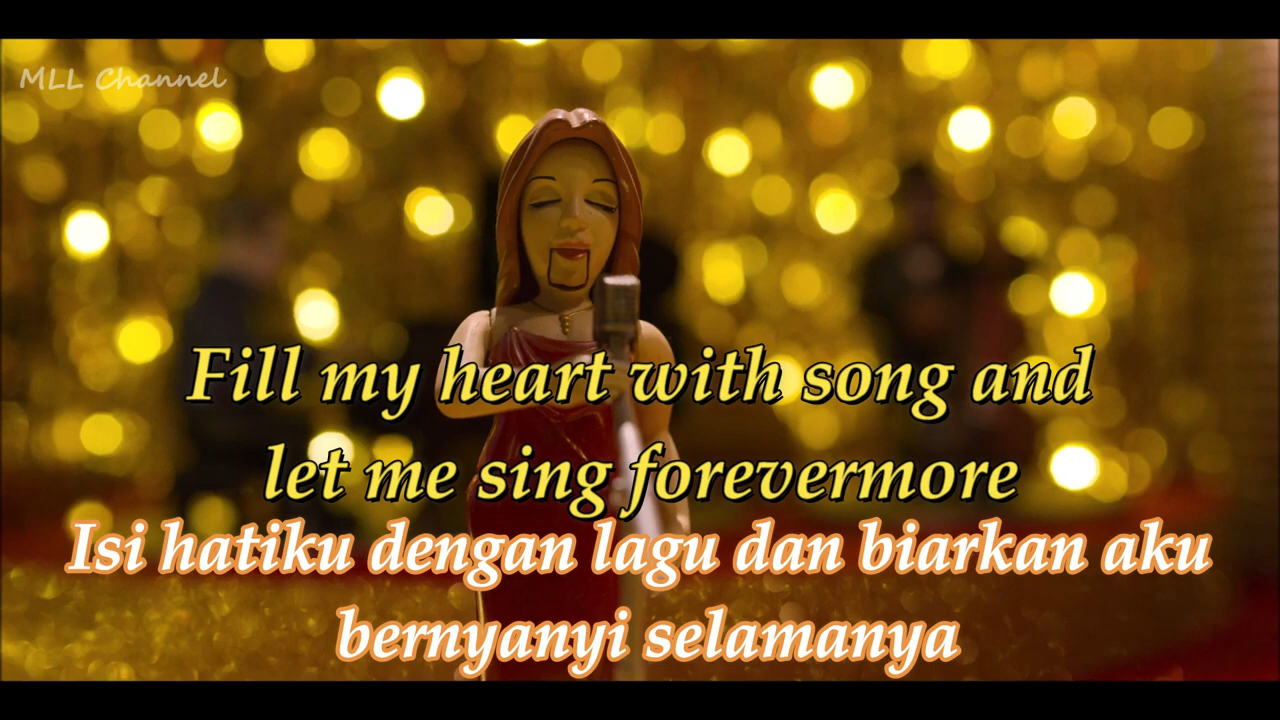 MLL Channel
Fill my heart with song and
let me sing forevermore
Isi hatiku dengan lagu dan biarkan aku
bernyanyi selamanya